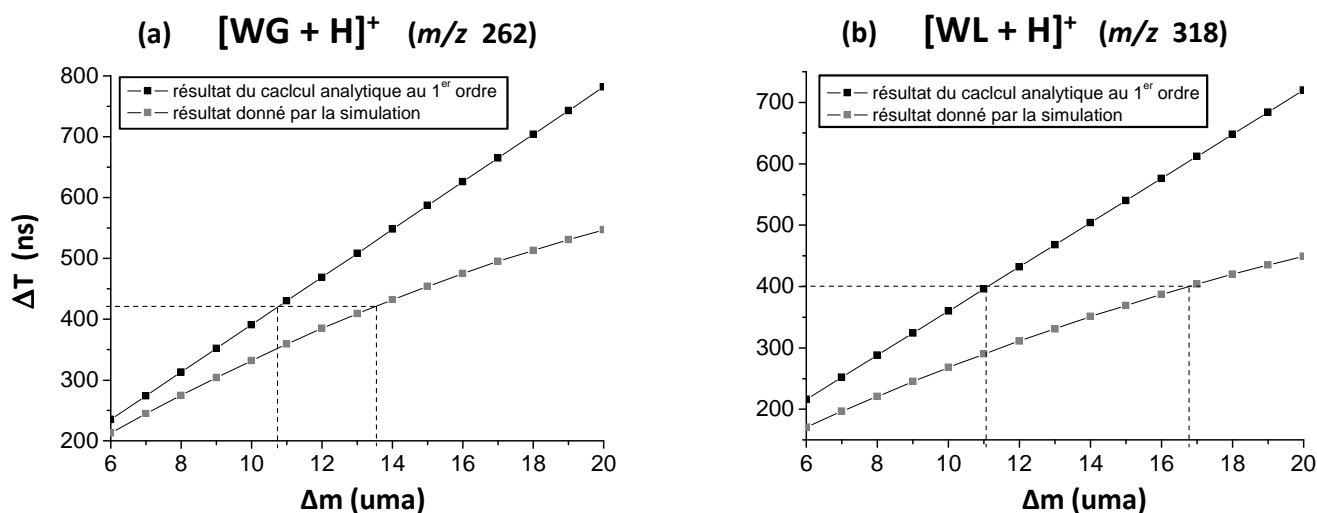 (a) [WG + H]+ (m/z 262)
résultat du caclcul analytique au 1er ordre
résultat donné par la simulation
800
700
600
500
400
300
200
ΔT (ns)
6 8 10 12 14 16 18 20
Δm (uma)
(b) [WL + H]+ (m/z 318)
résultat du caclcul analytique au 1er ordre
résultat donné par la simulation
700
600
500
400
300
200
6 8 10 12 14 16 18 20
Δm (uma)